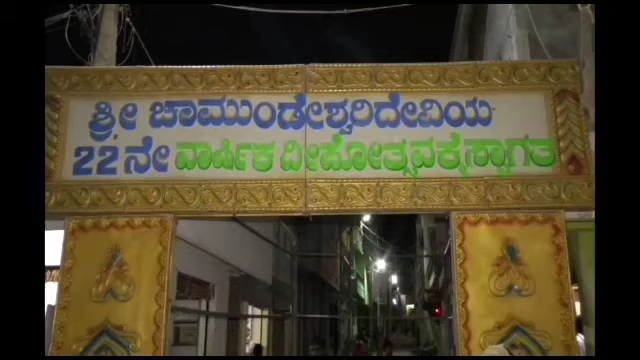 ಶ್ರೀ ಚಾಮುಂಡೇಶ್ವರಿದೇವಿಯ
22ನೇ ವಾರ್ಷಿಕ ದೀಪೋತ್ಸವಕ್ಕೆಸ್ವಾಗತ